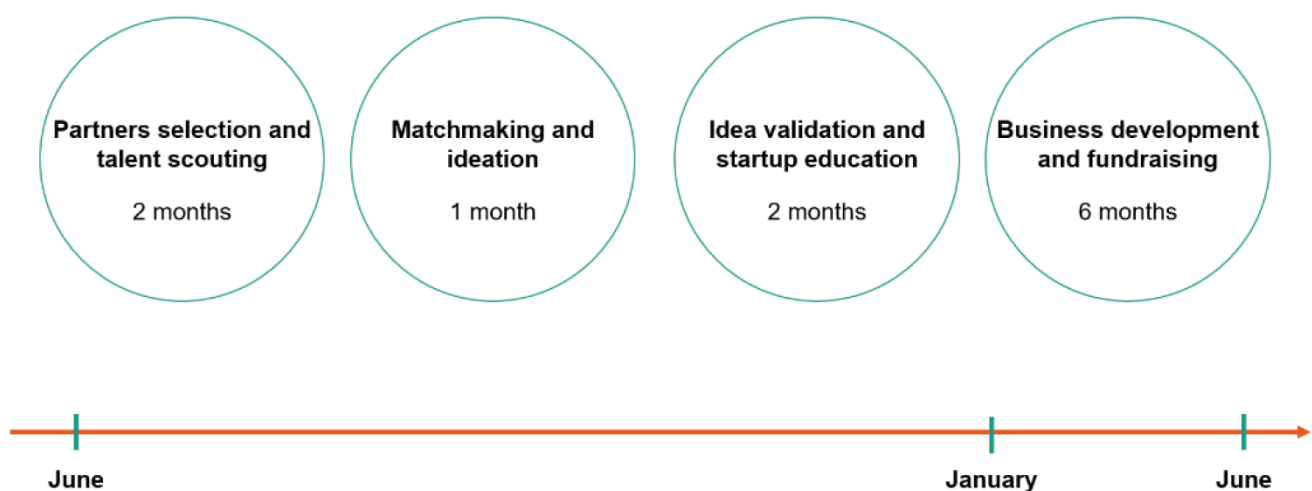 Partners selection and
talent scouting
2 months
Matchmaking and
ideation
1 month
Idea validation and
startup education
2 months
Business development
and fundraising
6 months
June
January
June